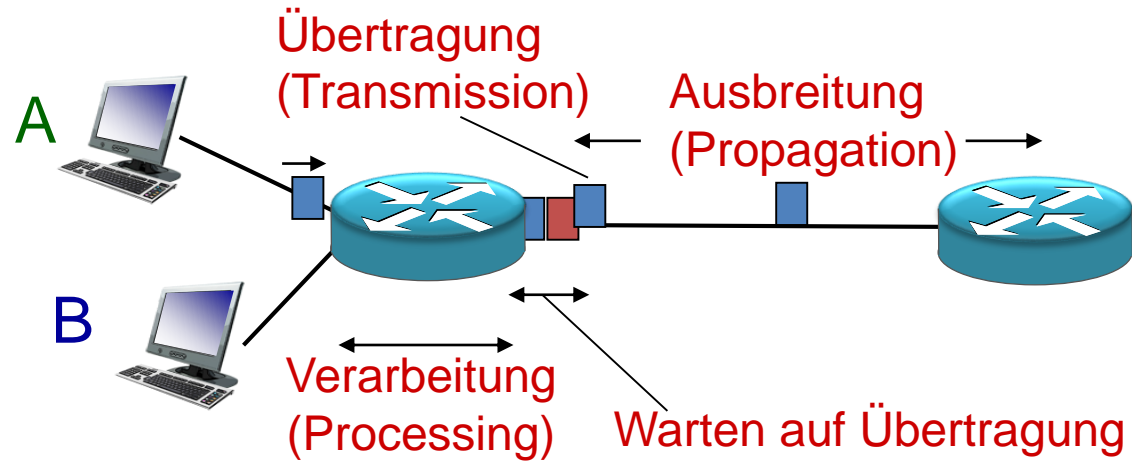 Übertragung
(Transmission)
Ausbreitung
(Propagation)
A
B
Verarbeitung
(Processing)
Warten auf Übertragung